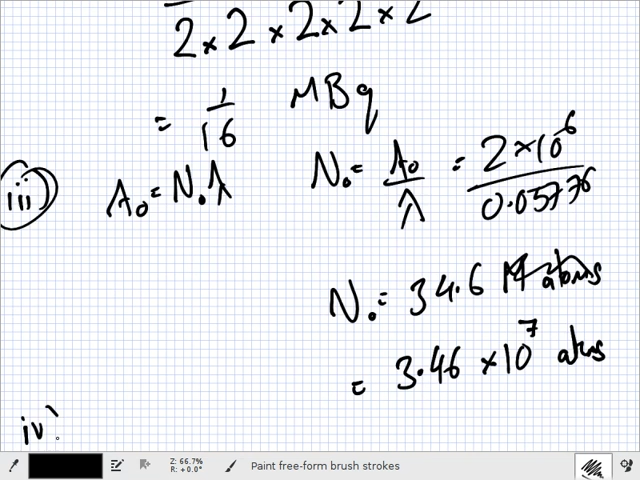 2 × 2 × 2 × 2 × 2
= 1/16 MBq
iii) A₀ = N₀λ N₀ = A₀/λ = 2×10⁶/0.05776
N₀ = 34.6 M atoms
= 3.46 ×10⁷ atms
iv)
Z: 66.7%
R: +0.0°
Paint free-form brush strokes